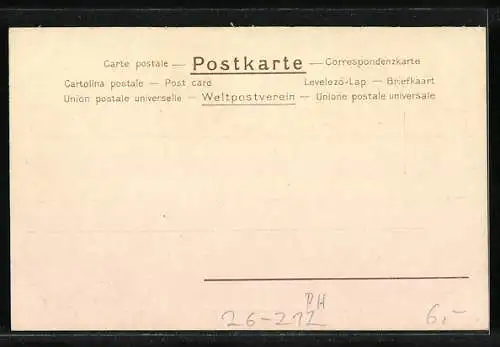 Carte postale — Postkarte — Correspondenzkarte
Cartolina postale — Post card Levelező-Lap — Briefkaart
Union postale universelle — Weltpostverein — Unione postale universale
PH
26-212 6,-